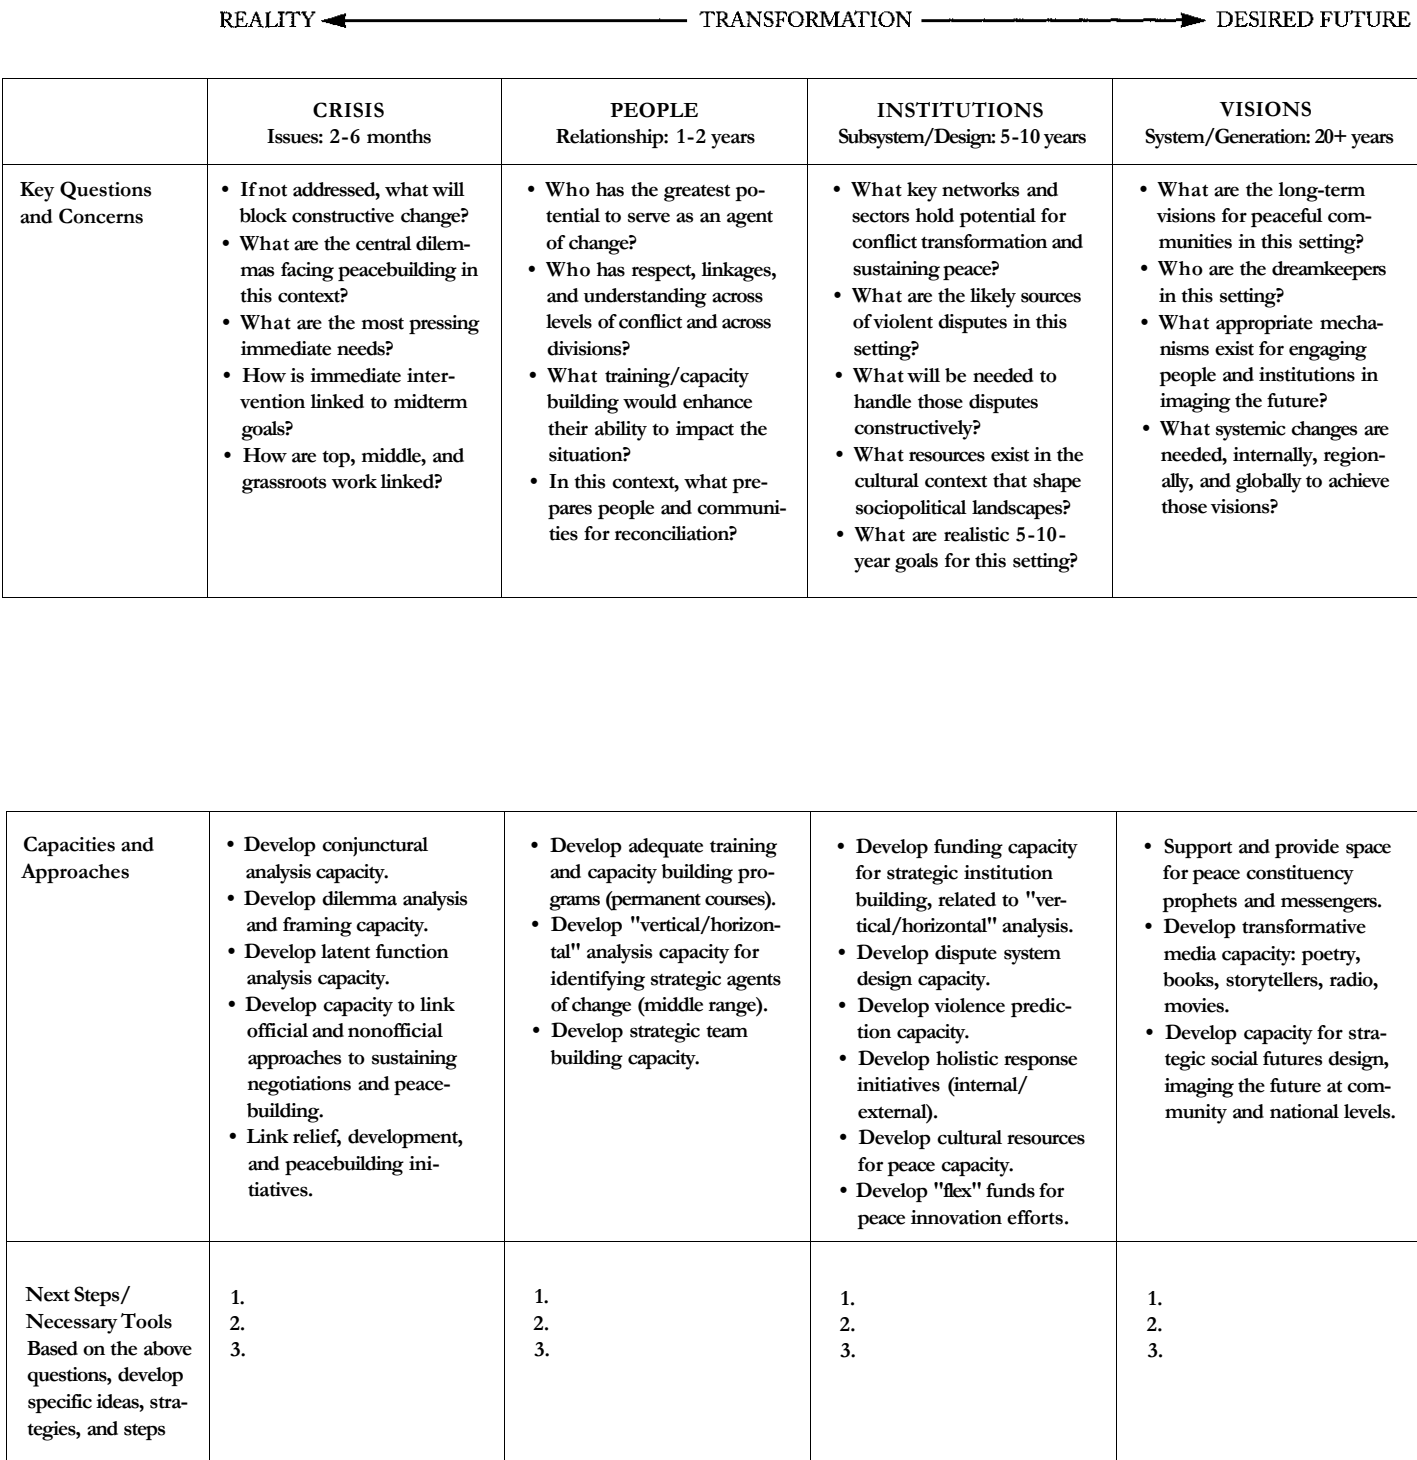 REALITY TRANSFORMATION DESIRED FUTURE
CRISIS
Issues: 2-6 months
PEOPLE
Relationship: 1-2 years
INSTITUTIONS
Subsystem/Design: 5-10 years
VISIONS
System/Generation: 20+ years
Key Questions
and Concerns
• If not addressed, what will
block constructive change?
• What are the central dilem-
mas facing peacebuilding in
this context?
• What are the most pressing
immediate needs?
• How is immediate inter-
vention linked to midterm
goals?
• How are top, middle, and
grassroots work linked?
• Who has the greatest po-
tential to serve as an agent
of change?
• Who has respect, linkages,
and understanding across
levels of conflict and across
divisions?
• What training/capacity
building would enhance
their ability to impact the
situation?
• In this context, what pre-
pares people and communi-
ties for reconciliation?
• What key networks and
sectors hold potential for
conflict transformation and
sustaining peace?
• What are the likely sources
of violent disputes in this
setting?
• What will be needed to
handle those disputes
constructively?
• What resources exist in the
cultural context that shape
sociopolitical landscapes?
• What are realistic 5-10-
year goals for this setting?
• What are the long-term
visions for peaceful com-
munities in this setting?
• Who are the dreamkeepers
in this setting?
• What appropriate mecha-
nisms exist for engaging
people and institutions in
imaging the future?
• What systemic changes are
needed, internally, region-
ally, and globally to achieve
those visions?
Capacities and
Approaches
• Develop conjunctural
analysis capacity.
• Develop dilemma analysis
and framing capacity.
• Develop latent function
analysis capacity.
• Develop capacity to link
official and nonofficial
approaches to sustaining
negotiations and peace-
building.
• Link relief, development,
and peacebuilding ini-
tiatives.
• Develop adequate training
and capacity building pro-
grams (permanent courses).
• Develop "vertical/horizon-
tal" analysis capacity for
identifying strategic agents
of change (middle range).
• Develop strategic team
building capacity.
• Develop funding capacity
for strategic institution
building, related to "ver-
tical/horizontal" analysis.
• Develop dispute system
design capacity.
• Develop violence predic-
tion capacity.
• Develop holistic response
initiatives (internal/
external).
• Develop cultural resources
for peace capacity.
• Develop "flex" funds for
peace innovation efforts.
• Support and provide space
for peace constituency
prophets and messengers.
• Develop transformative
media capacity: poetry,
books, storytellers, radio,
movies.
• Develop capacity for stra-
tegic social futures design,
imaging the future at com-
munity and national levels.
Next Steps/
Necessary Tools
Based on the above
questions, develop
specific ideas, stra-
tegies, and steps
1.
2.
3.
1.
2.
3.
1.
2.
3.
1.
2.
3.